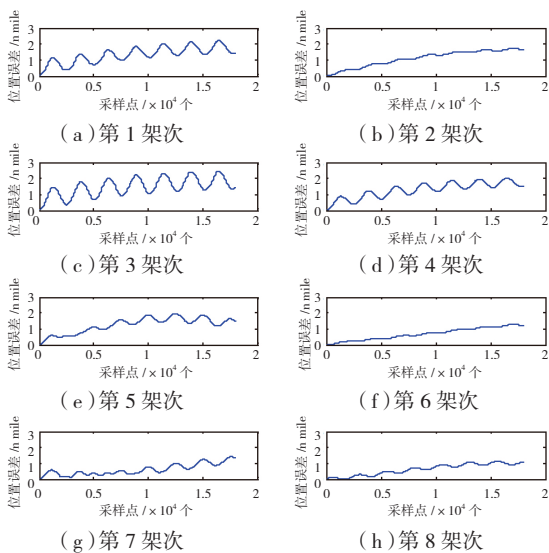 位置误差 /n mile
3
2
1
0
0 0.5 1 1.5 2
采样点 / × 10⁴ 个
(a)第 1 架次
位置误差 /n mile
3
2
1
0
0 0.5 1 1.5 2
采样点 / × 10⁴ 个
(b)第 2 架次
位置误差 /n mile
3
2
1
0
0 0.5 1 1.5 2
采样点 / × 10⁴ 个
(c)第 3 架次
位置误差 /n mile
3
2
1
0
0 0.5 1 1.5 2
采样点 / × 10⁴ 个
(d)第 4 架次
位置误差 /n mile
3
2
1
0
0 0.5 1 1.5 2
采样点 / × 10⁴ 个
(e)第 5 架次
位置误差 /n mile
3
2
1
0
0 0.5 1 1.5 2
采样点 / × 10⁴ 个
(f)第 6 架次
位置误差 /n mile
3
2
1
0
0 0.5 1 1.5 2
采样点 / × 10⁴ 个
(g)第 7 架次
位置误差 /n mile
3
2
1
0
0 0.5 1 1.5 2
采样点 / × 10⁴ 个
(h)第 8 架次